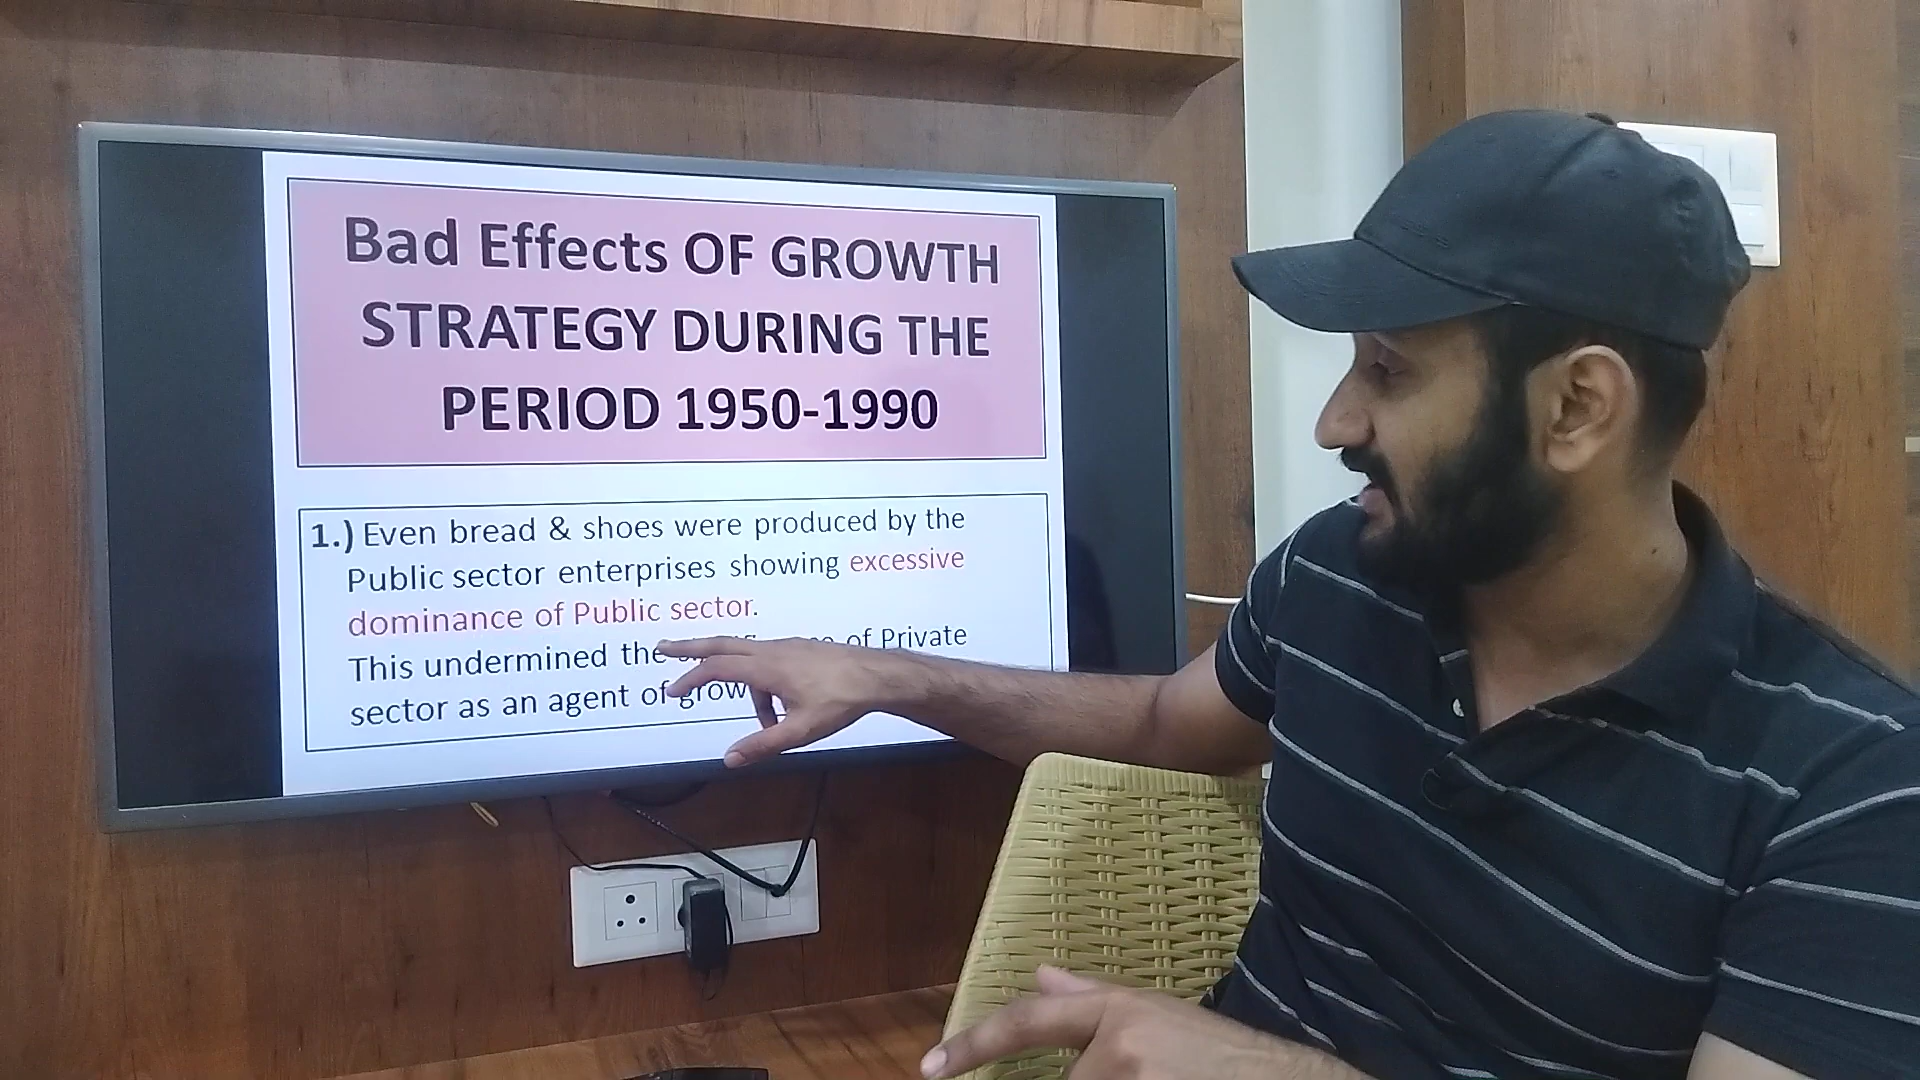 Bad Effects OF GROWTH
STRATEGY DURING THE
PERIOD 1950-1990
1.) Even bread & shoes were produced by the
Public sector enterprises showing excessive
dominance of Public sector.
This undermined the of Private
sector as an agent of